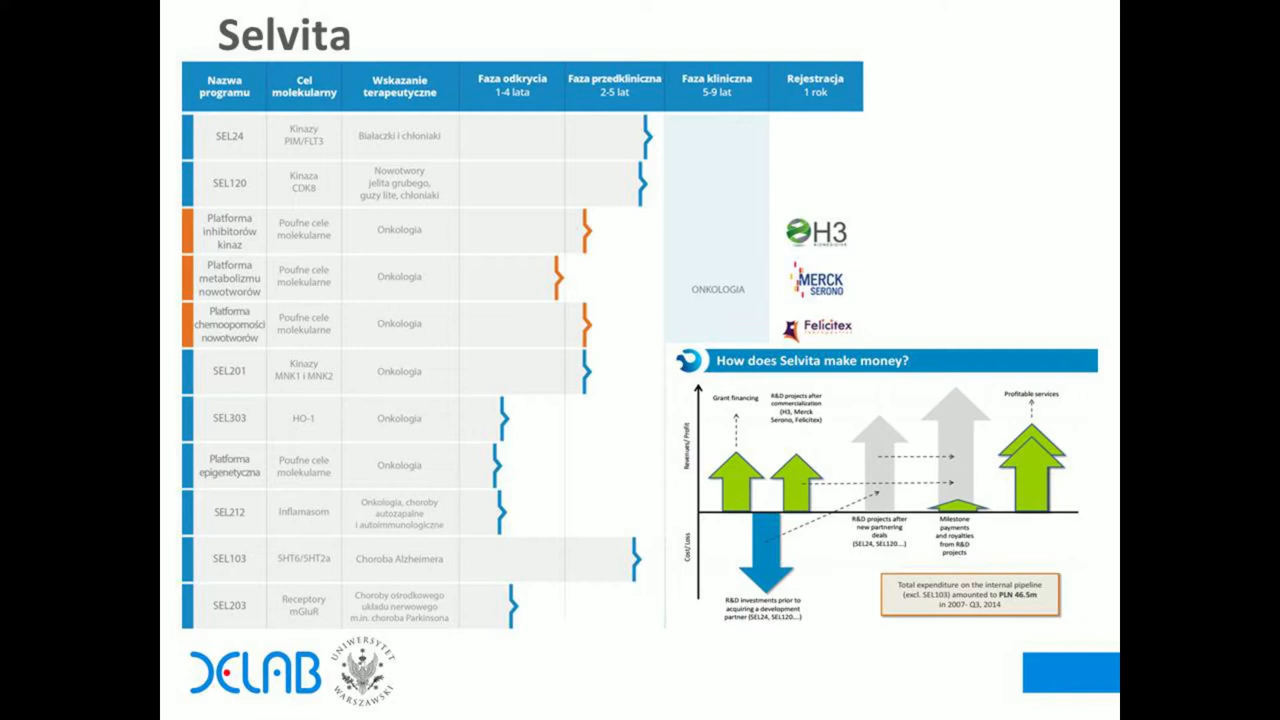 Selvita
Nazwa
programu
Cel
molekularny
Wskazanie
terapeutyczne
Faza odkrycia
1-4 lata
Faza przedkliniczna
2-5 lat
Faza kliniczna
5-9 lat
Rejestracja
1 rok
SEL24
Kinazy
PIM/FLT3
Białaczki i chłoniaki
SEL120
Kinaza
CDK8
Nowotwory
jelita grubego,
guzy lite, chłoniaki
Platforma
inhibitorów
kinaz
Poufne cele
molekularne
Onkologia
Platforma
metabolizmu
nowotworów
Poufne cele
molekularne
Onkologia
Platforma
chemooporności
nowotworów
Poufne cele
molekularne
Onkologia
SEL201
Kinazy
MNK1 i MNK2
Onkologia
SEL303
HO-1
Onkologia
Platforma
epigenetyczna
Poufne cele
molekularne
Onkologia
SEL212
Inflamasom
Onkologia, choroby
autozapalne
i autoimmunologiczne
SEL103
5HT6/5HT2a
Choroba Alzheimera
SEL203
Receptory
mGluR
Choroby ośrodkowego
układu nerwowego
m.in. choroba Parkinsona
ONKOLOGIA
H3
BIOMEDICINE
MERCK
SERONO
Felicitex
How does Selvita make money?
Revenues/ Profit
Cost/ Loss
Grant financing
R&D projects after
commercialization
(H3, Merck
Serono, Felicitex)
Profitable services
R&D projects after
new partnering
deals
(SEL24, SEL120....)
Milestone
payments
and royalties
from R&D
projects
R&D investments prior to
acquiring a development
partner (SEL24, SEL120....)
Total expenditure on the internal pipeline
(excl. SEL103) amounted to PLN 46.5m
in 2007- Q3, 2014
DELAB
UNIWERSYTET
WARSZAWSKI